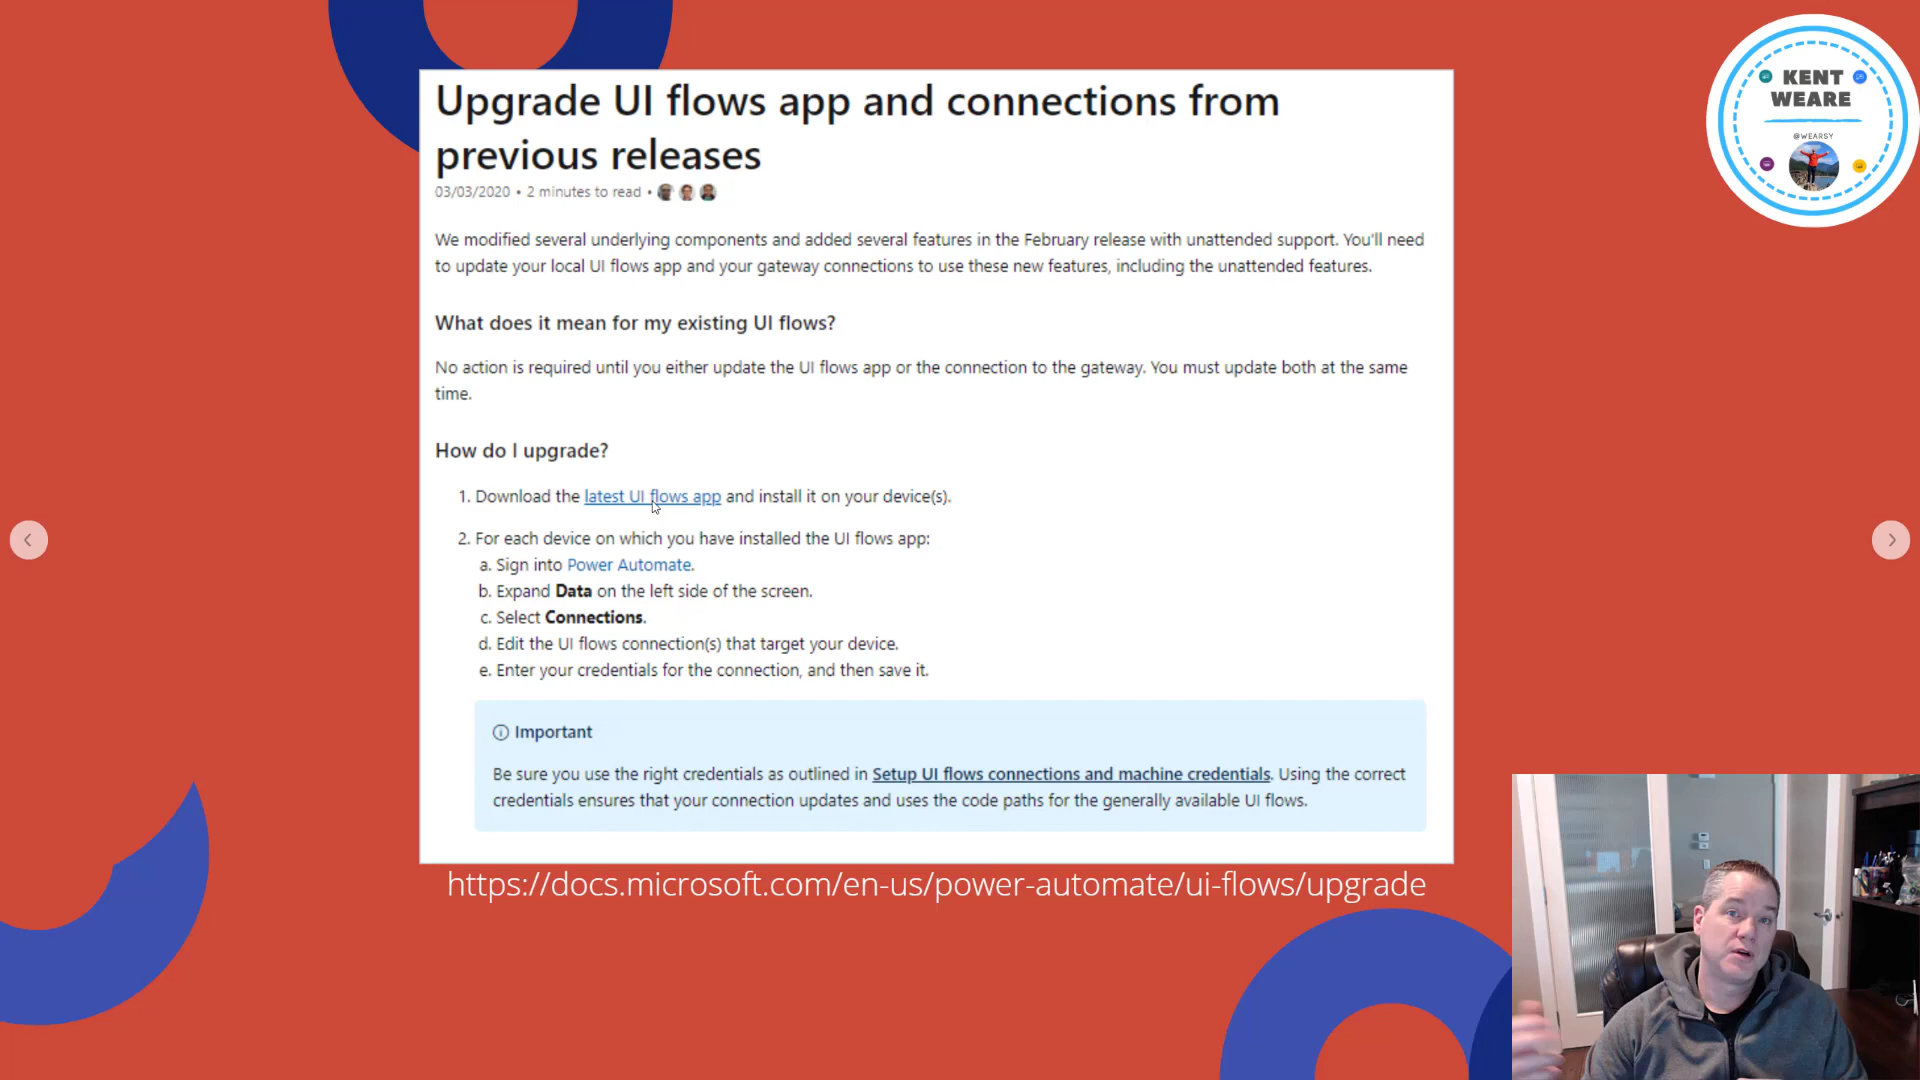 Upgrade UI flows app and connections from
previous releases
03/03/2020 • 2 minutes to read •
We modified several underlying components and added several features in the February release with unattended support. You'll need
to update your local UI flows app and your gateway connections to use these new features, including the unattended features.
What does it mean for my existing UI flows?
No action is required until you either update the UI flows app or the connection to the gateway. You must update both at the same
time.
How do I upgrade?
1. Download the latest UI flows app and install it on your device(s).
2. For each device on which you have installed the UI flows app:
a. Sign into Power Automate.
b. Expand Data on the left side of the screen.
c. Select Connections.
d. Edit the UI flows connection(s) that target your device.
e. Enter your credentials for the connection, and then save it.
Important
Be sure you use the right credentials as outlined in Setup UI flows connections and machine credentials. Using the correct
credentials ensures that your connection updates and uses the code paths for the generally available UI flows.
https://docs.microsoft.com/en-us/power-automate/ui-flows/upgrade
KENT
WEARE
@WEARSY